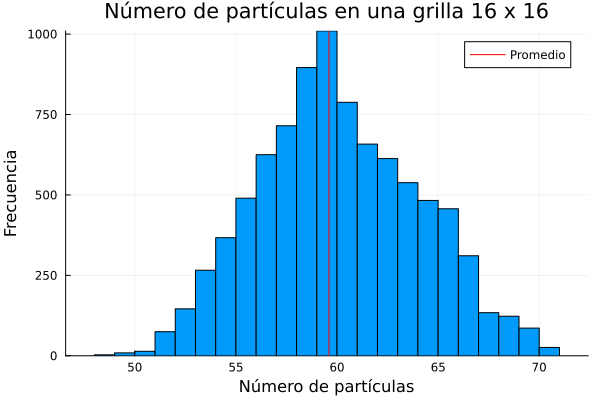 Número de partículas en una grilla 16 x 16
1000
750
500
250
0
Frecuencia
Promedio
50
55
60
65
70
Número de partículas